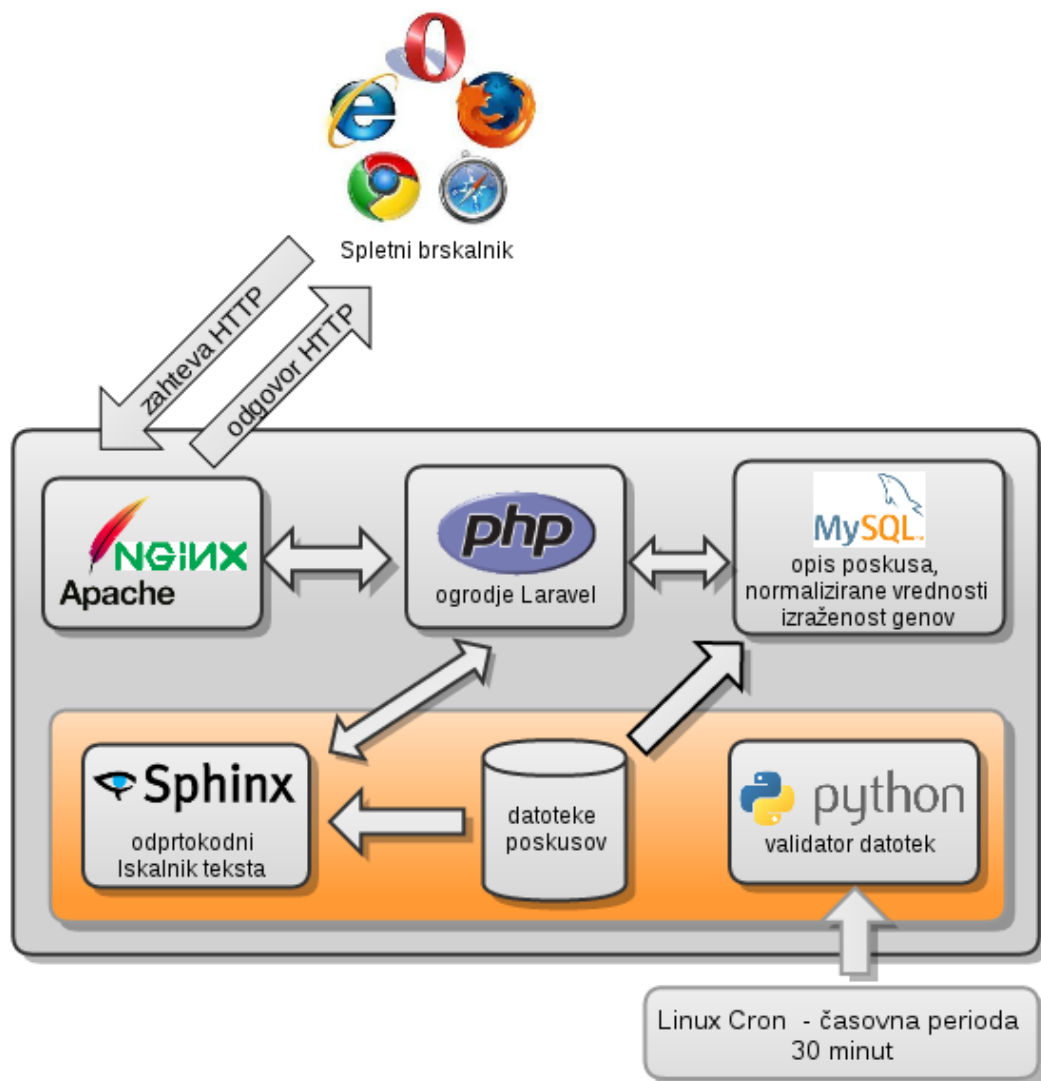 Spletni brskalnik
zahteva HTTP
odgovor HTTP
NGiNX
Apache
php
ogrodje Laravel
MySQL™
opis poskusa,
normalizirane vrednosti
izraženost genov
Sphinx
odprtokodni
Iskalnik teksta
datoteke
poskusov
python
validator datotek
Linux Cron - časovna perioda
30 minut